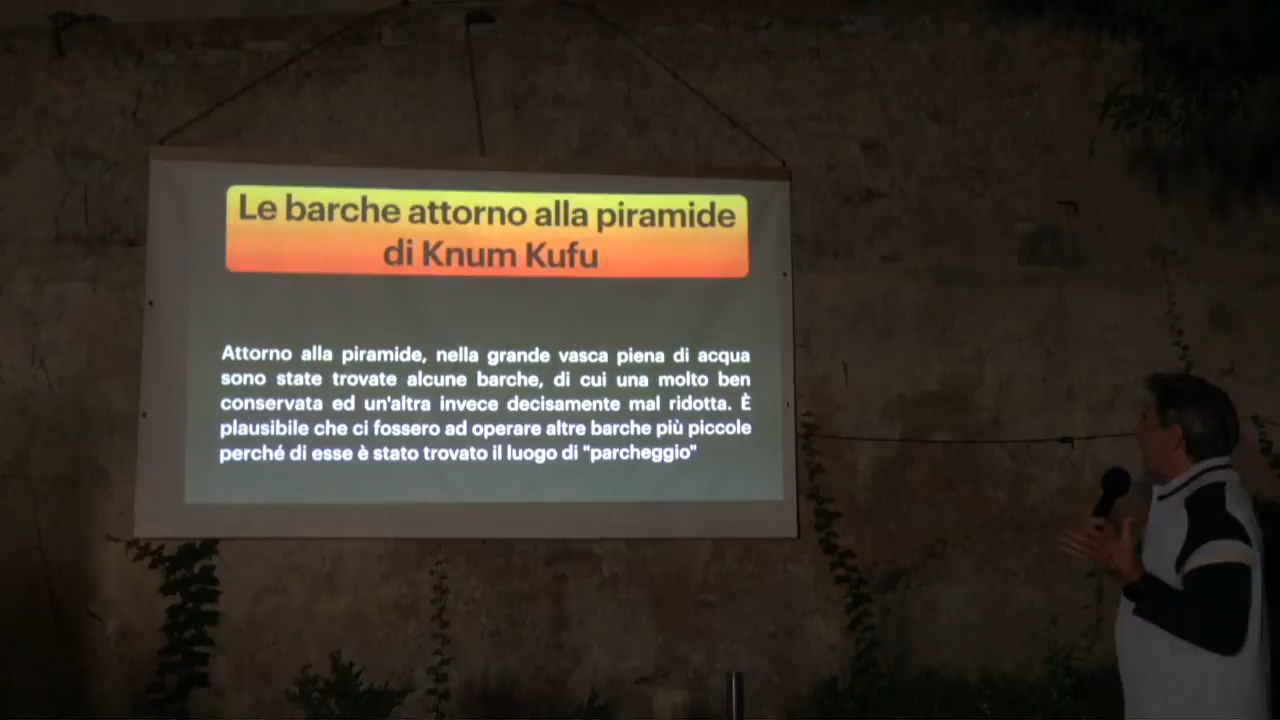 Le barche attorno alla piramide
di Knum Kufu
Attorno alla piramide, nella grande vasca piena di acqua
sono state trovate alcune barche, di cui una molto ben
conservata ed un'altra invece decisamente mal ridotta. È
plausibile che ci fossero ad operare altre barche più piccole
perché di esse è stato trovato il luogo di "parcheggio"